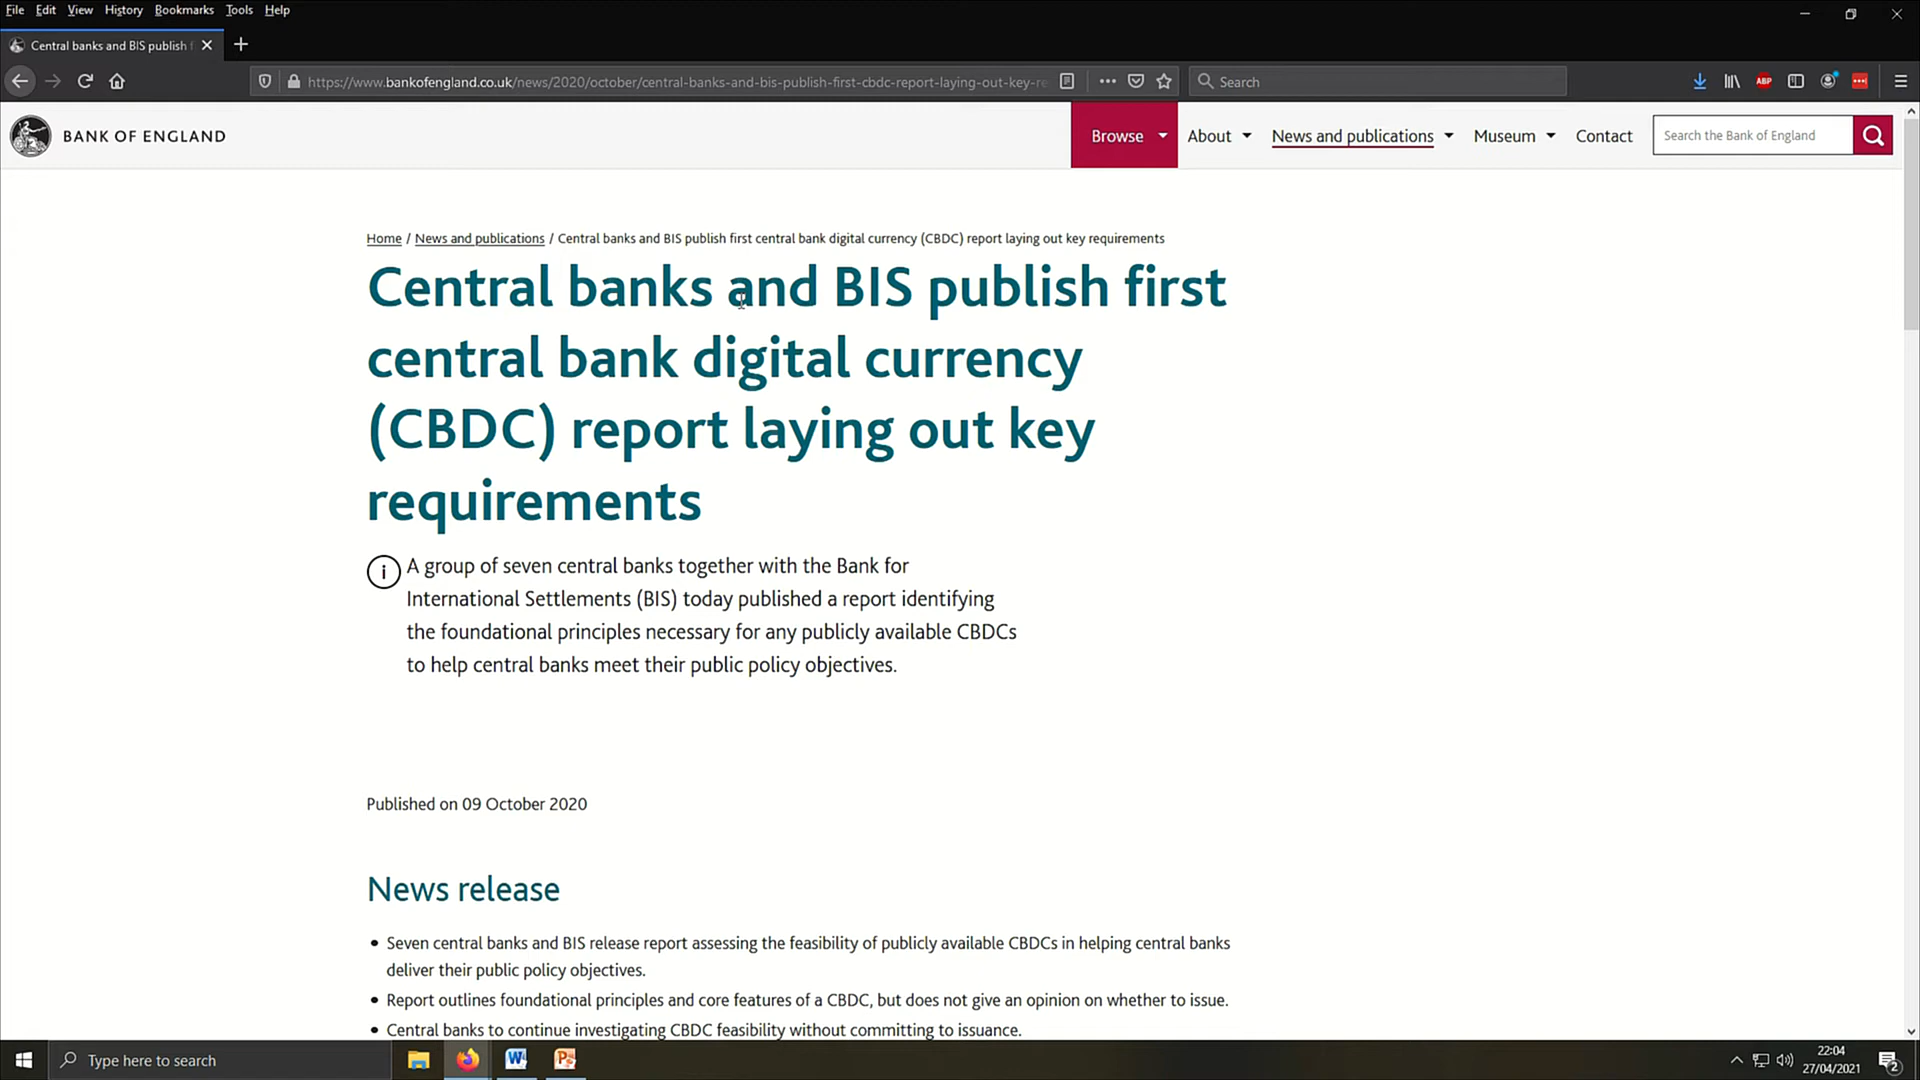 File Edit View History Bookmarks Tools Help
Central banks and BIS publish f
https://www.bankofengland.co.uk/news/2020/october/central-banks-and-bis-publish-first-cbdc-report-laying-out-key-re
Search
ABP
BANK OF ENGLAND
Browse About News and publications Museum Contact
Search the Bank of England
Home / News and publications / Central banks and BIS publish first central bank digital currency (CBDC) report laying out key requirements
Central banks and BIS publish first
central bank digital currency
(CBDC) report laying out key
requirements
i
A group of seven central banks together with the Bank for
International Settlements (BIS) today published a report identifying
the foundational principles necessary for any publicly available CBDCs
to help central banks meet their public policy objectives.
Published on 09 October 2020
News release
• Seven central banks and BIS release report assessing the feasibility of publicly available CBDCs in helping central banks
deliver their public policy objectives.
• Report outlines foundational principles and core features of a CBDC, but does not give an opinion on whether to issue.
• Central banks to continue investigating CBDC feasibility without committing to issuance.
Type here to search
W
P
22:04
27/04/2021
2